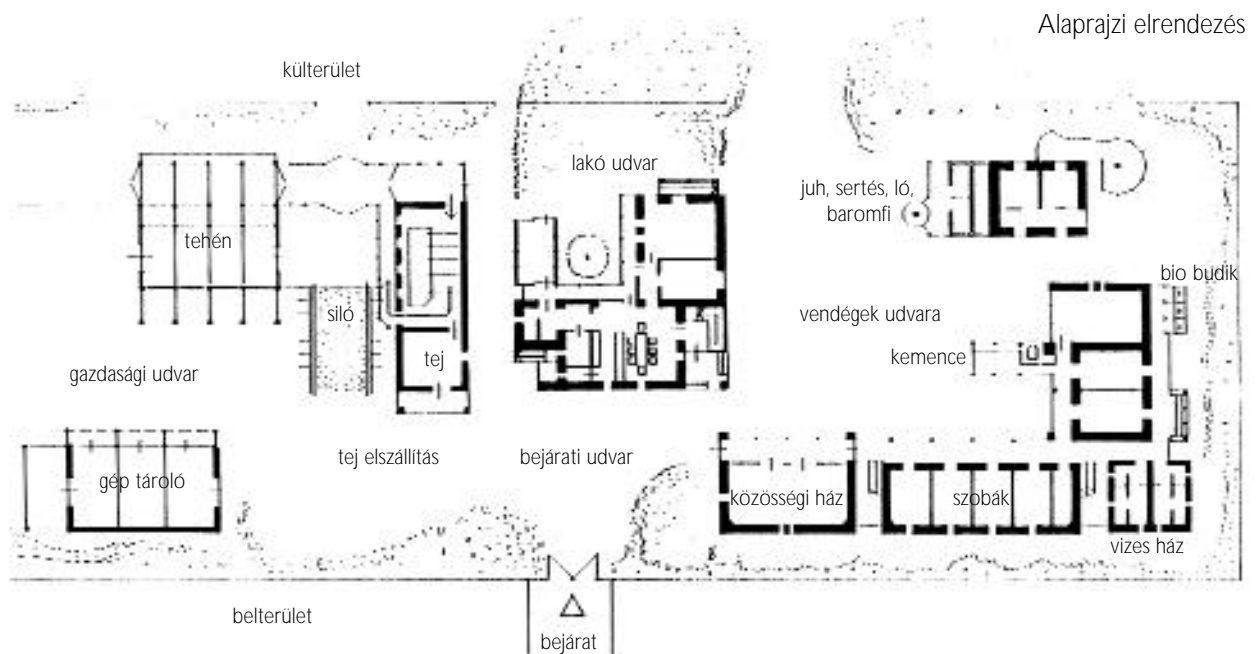 Alaprajzi elrendezés
külterület
lakó udvar
juh, sertés, ló,
baromfi
tehén
bio budik
siló
vendégek udvara
kemence
tej
gazdasági udvar
tej elszállítás
bejárati udvar
gép tároló
közösségi ház
szobák
vizes ház
belterület
bejárat